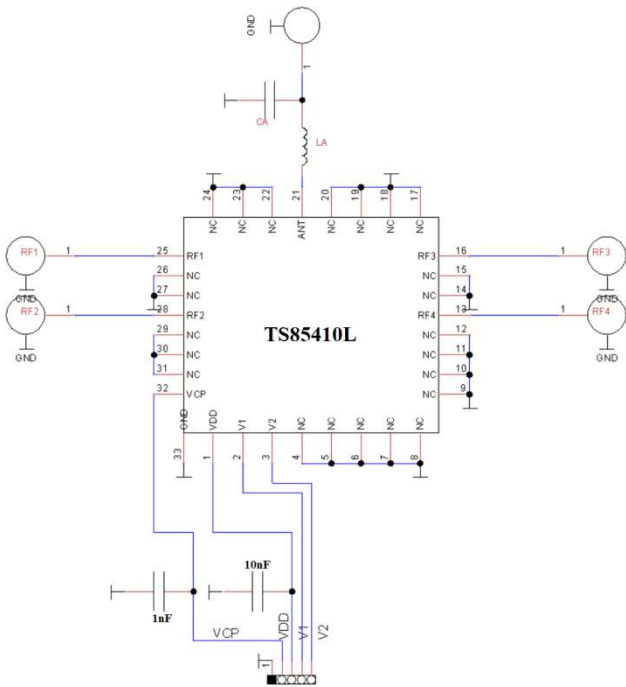 GND
1
CA
LA
24 23 22 21 20 19 18 17
NC NC NC ANT NC NC NC NC
RF1 1 25 RF1 RF3 16 1 RF3
26 NC NC 15
GND 27 NC NC 14 GND
RF2 1 28 RF2 RF4 13 1 RF4
29 NC NC 12
GND 30 NC TS85410L NC 11 GND
31 NC NC 10
32 VCP NC 9
GND VDD V1 V2 NC NC NC NC NC
33 1 2 3 4 5 6 7 8
10nF
1nF
VCP VDD V1 V2
1